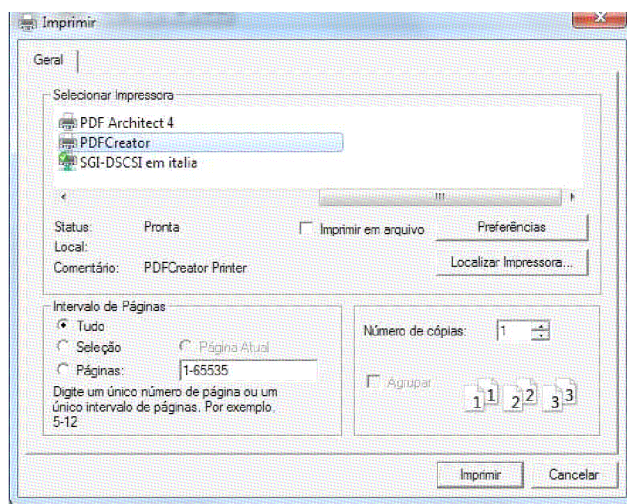 Imprimir
Geral
Selecionar Impressora
PDF Architect 4
PDFCreator
SGI-DSCSI em italia
Status: Pronta
Imprimir em arquivo
Preferências
Local:
Comentário: PDFCreator Printer
Localizar Impressora...
Intervalo de Páginas
Tudo
Seleção
Página Atual
Páginas: 1-65535
Digite um único número de página ou um
único intervalo de páginas. Por exemplo,
5-12
Número de cópias: 1
Agrupar
1 1 2 2 3 3
Imprimir
Cancelar